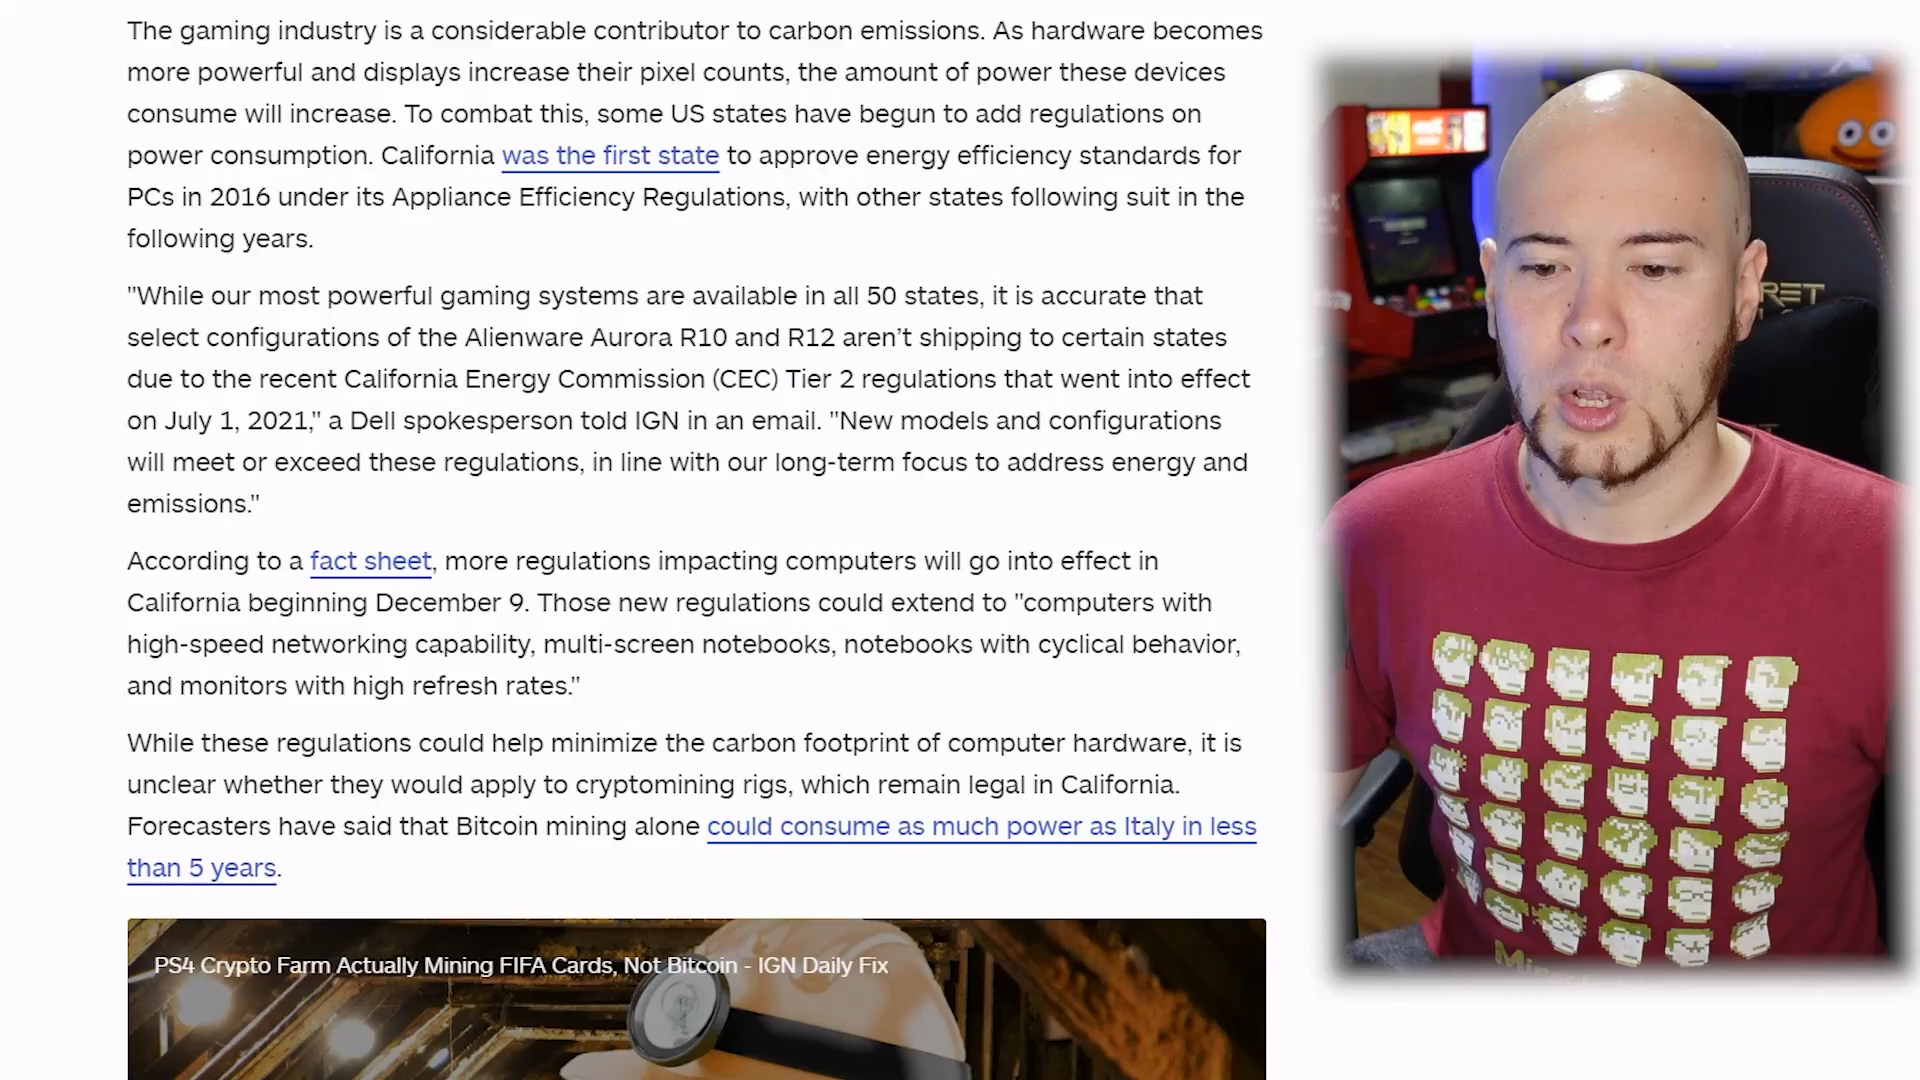 The gaming industry is a considerable contributor to carbon emissions. As hardware becomes
more powerful and displays increase their pixel counts, the amount of power these devices
consume will increase. To combat this, some US states have begun to add regulations on
power consumption. California was the first state to approve energy efficiency standards for
PCs in 2016 under its Appliance Efficiency Regulations, with other states following suit in the
following years.
"While our most powerful gaming systems are available in all 50 states, it is accurate that
select configurations of the Alienware Aurora R10 and R12 aren’t shipping to certain states
due to the recent California Energy Commission (CEC) Tier 2 regulations that went into effect
on July 1, 2021," a Dell spokesperson told IGN in an email. "New models and configurations
will meet or exceed these regulations, in line with our long-term focus to address energy and
emissions."
According to a fact sheet, more regulations impacting computers will go into effect in
California beginning December 9. Those new regulations could extend to "computers with
high-speed networking capability, multi-screen notebooks, notebooks with cyclical behavior,
and monitors with high refresh rates."
While these regulations could help minimize the carbon footprint of computer hardware, it is
unclear whether they would apply to cryptomining rigs, which remain legal in California.
Forecasters have said that Bitcoin mining alone could consume as much power as Italy in less
than 5 years.
PS4 Crypto Farm Actually Mining FIFA Cards, Not Bitcoin - IGN Daily Fix